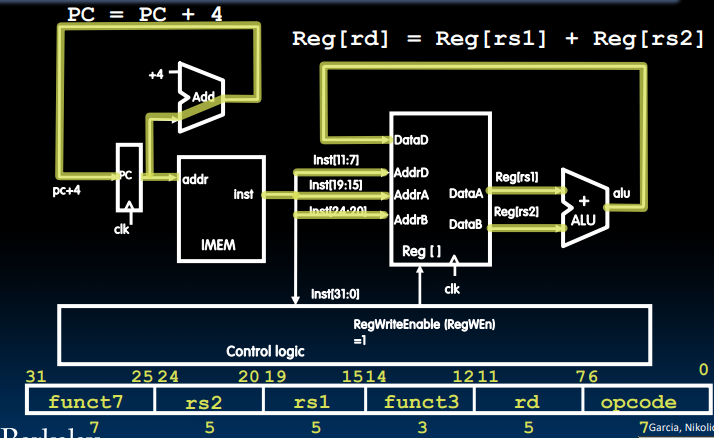 PC = PC + 4
Reg[rd] = Reg[rs1] + Reg[rs2]
+4
Add
DataD
Inst[11:7]
AddrD
PC
addr
Inst[19:15]
Reg[rs1]
pc+4
inst
AddrA
DataA
alu
+
Inst[24:20]
Reg[rs2]
AddrB
DataB
ALU
clk
IMEM
Reg []
clk
Inst[31:0]
RegWriteEnable (RegWEn)
=1
Control logic
31 25 24 20 19 15 14 12 11 7 6 0
funct7 rs2 rs1 funct3 rd opcode
7 5 5 3 5 7
Garcia, Nikolić